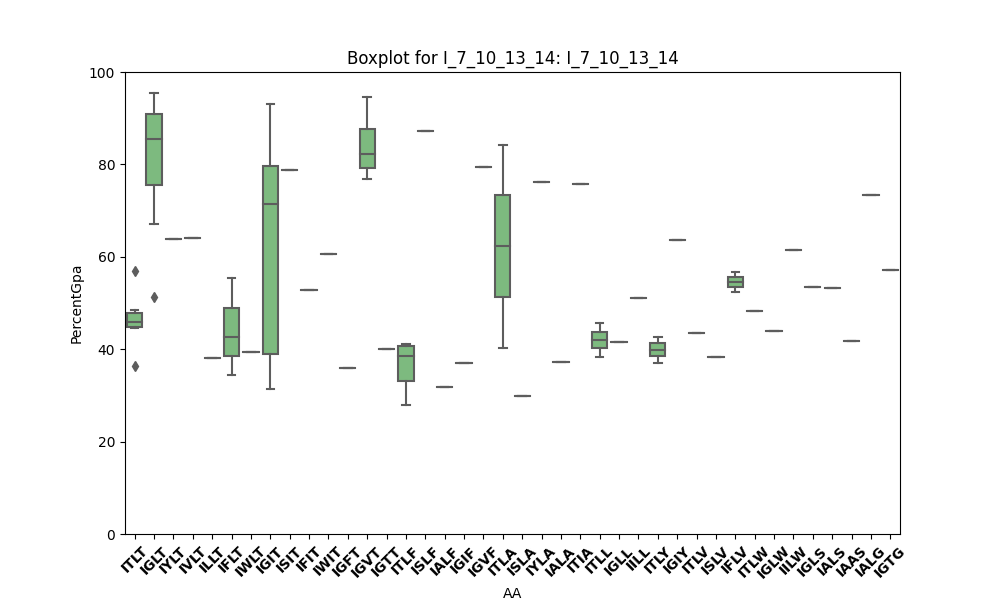 Boxplot for I_7_10_13_14: I_7_10_13_14
PercentGpa
100
80
60
40
20
0
ITLT IGLT IYLT IVLT ILLT IFLT IWLT IGIT ISIT IFIT IWIT IGFT IGVT IGTT ITLF ISLF IALF IGIF IGVF ITLA ISLA IYLA IALA ITIA ITLL IGLL IILL ITLY IGIY ITLV ISLV IFLV ITLW IGLW IILW IGLS IALS IAAS IALG IGTG
AA